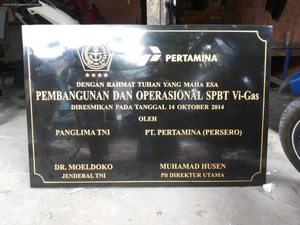 PERTAMINA
DENGAN RAHMAT TUHAN YANG MAHA ESA
PEMBANGUNAN DAN OPERASIONAL SPBT Vi-Gas
DIRESMIKAN PADA TANGGAL 14 OKTOBER 2014
OLEH
PANGLIMA TNI PT. PERTAMINA (PERSERO)
DR. MOELDOKO MUHAMAD HUSEN
JENDERAL TNI Plt DIREKTUR UTAMA